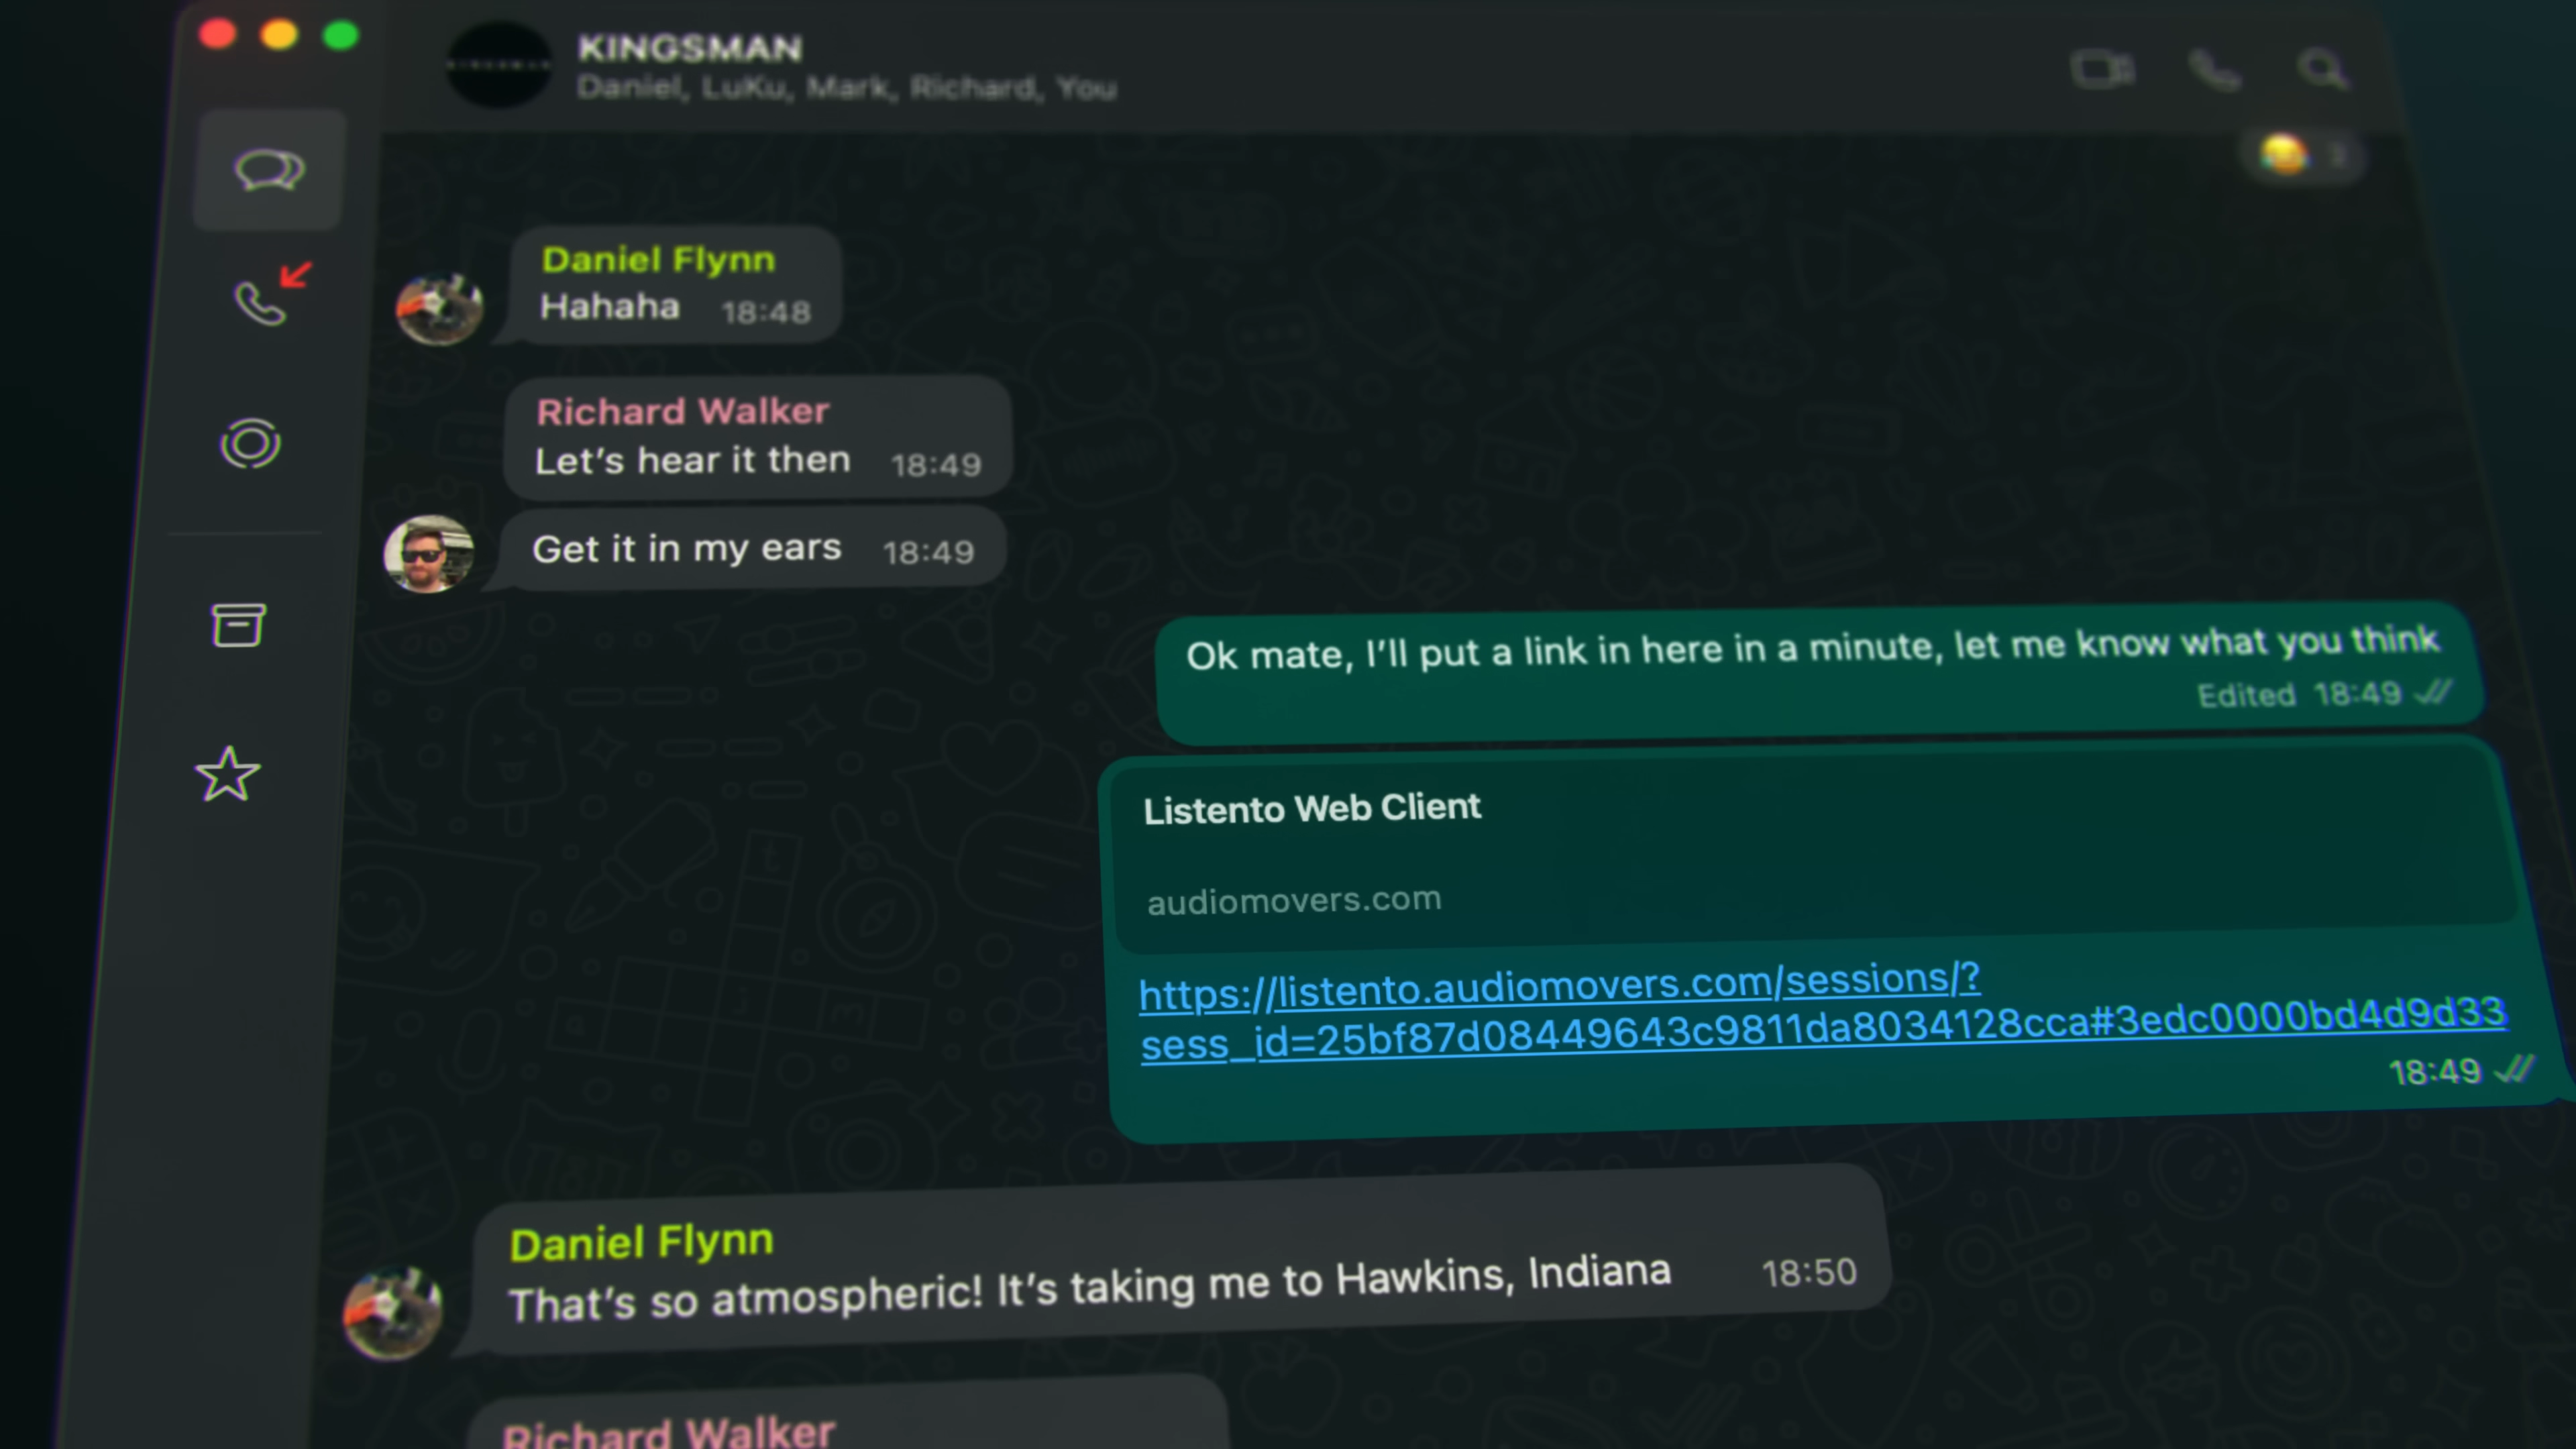 KINGSMAN
Daniel, LuKu, Mark, Richard, You
Daniel Flynn
Hahaha 18:48
Richard Walker
Let's hear it then 18:49
Get it in my ears 18:49
Ok mate, I'll put a link in here in a minute, let me know what you think
Edited 18:49
Listento Web Client
audiomovers.com
https://listento.audiomovers.com/sessions/?
sess_id=25bf87d08449643c9811da8034128cca#3edc0000bd4d9d33
18:49
Daniel Flynn
That's so atmospheric! It's taking me to Hawkins, Indiana 18:50
Richard Walker